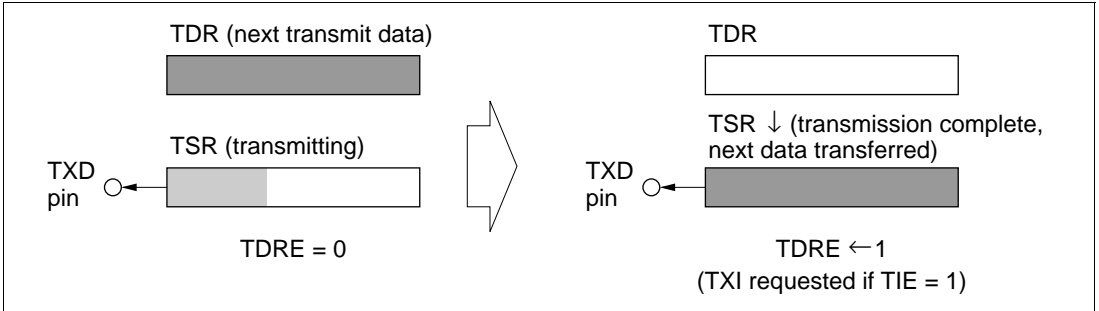 TDR (next transmit data)
TSR (transmitting)
TXD
pin
TDRE = 0
TDR
TSR ↓ (transmission complete,
next data transferred)
TXD
pin
TDRE ←1
(TXI requested if TIE = 1)